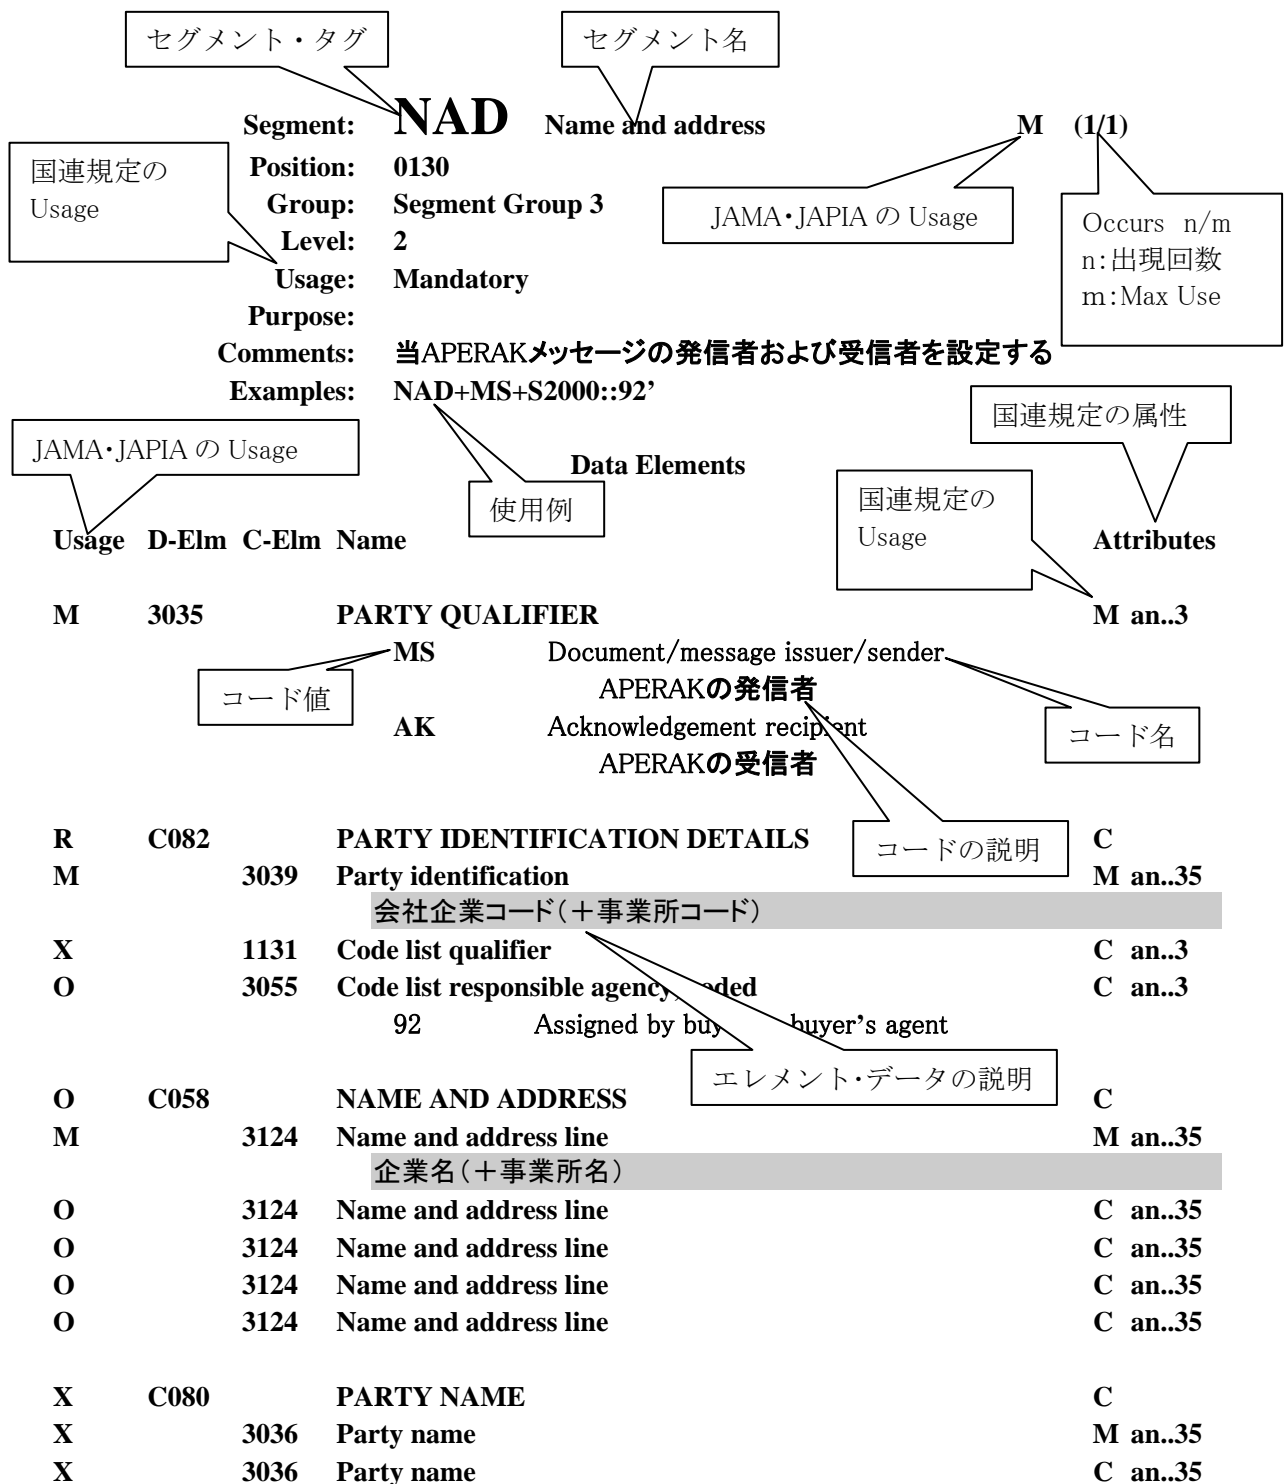 セグメント・タグ
セグメント名
Segment: NAD Name and address M (1/1)
国連規定の
Usage
Position: 0130
Group: Segment Group 3
JAMA・JAPIA の Usage
Occurs n/m
n:出現回数
m:Max Use
Level: 2
Usage: Mandatory
Purpose:
Comments: 当APERAKメッセージの発信者および受信者を設定する
Examples: NAD+MS+S2000::92’
国連規定の属性
JAMA・JAPIA の Usage
Data Elements
使用例
国連規定の
Usage
Usage D-Elm C-Elm Name Attributes
M 3035 PARTY QUALIFIER M an..3
MS Document/message issuer/sender
コード値
APERAKの発信者
AK Acknowledgement recipient
コード名
APERAKの受信者
R C082 PARTY IDENTIFICATION DETAILS C
コードの説明
M 3039 Party identification M an..35
会社企業コード(+事業所コード)
X 1131 Code list qualifier C an..3
O 3055 Code list responsible agency, coded C an..3
92 Assigned by buy buyer’s agent
エレメント・データの説明
O C058 NAME AND ADDRESS C
M 3124 Name and address line M an..35
企業名(+事業所名)
O 3124 Name and address line C an..35
O 3124 Name and address line C an..35
O 3124 Name and address line C an..35
O 3124 Name and address line C an..35
X C080 PARTY NAME C
X 3036 Party name M an..35
X 3036 Party name C an..35